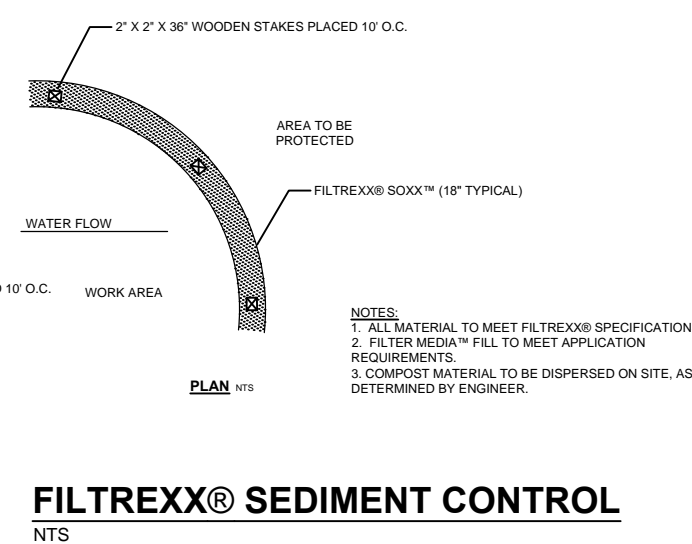 2" X 2" X 36" WOODEN STAKES PLACED 10' O.C.
AREA TO BE
PROTECTED
FILTREXX® SOXX™ (18" TYPICAL)
WATER FLOW
10' O.C.
WORK AREA
NOTES:
1. ALL MATERIAL TO MEET FILTREXX® SPECIFICATION
2. FILTER MEDIA™ FILL TO MEET APPLICATION
REQUIREMENTS.
3. COMPOST MATERIAL TO BE DISPERSED ON SITE, AS
DETERMINED BY ENGINEER.
PLAN NTS
FILTREXX® SEDIMENT CONTROL
NTS